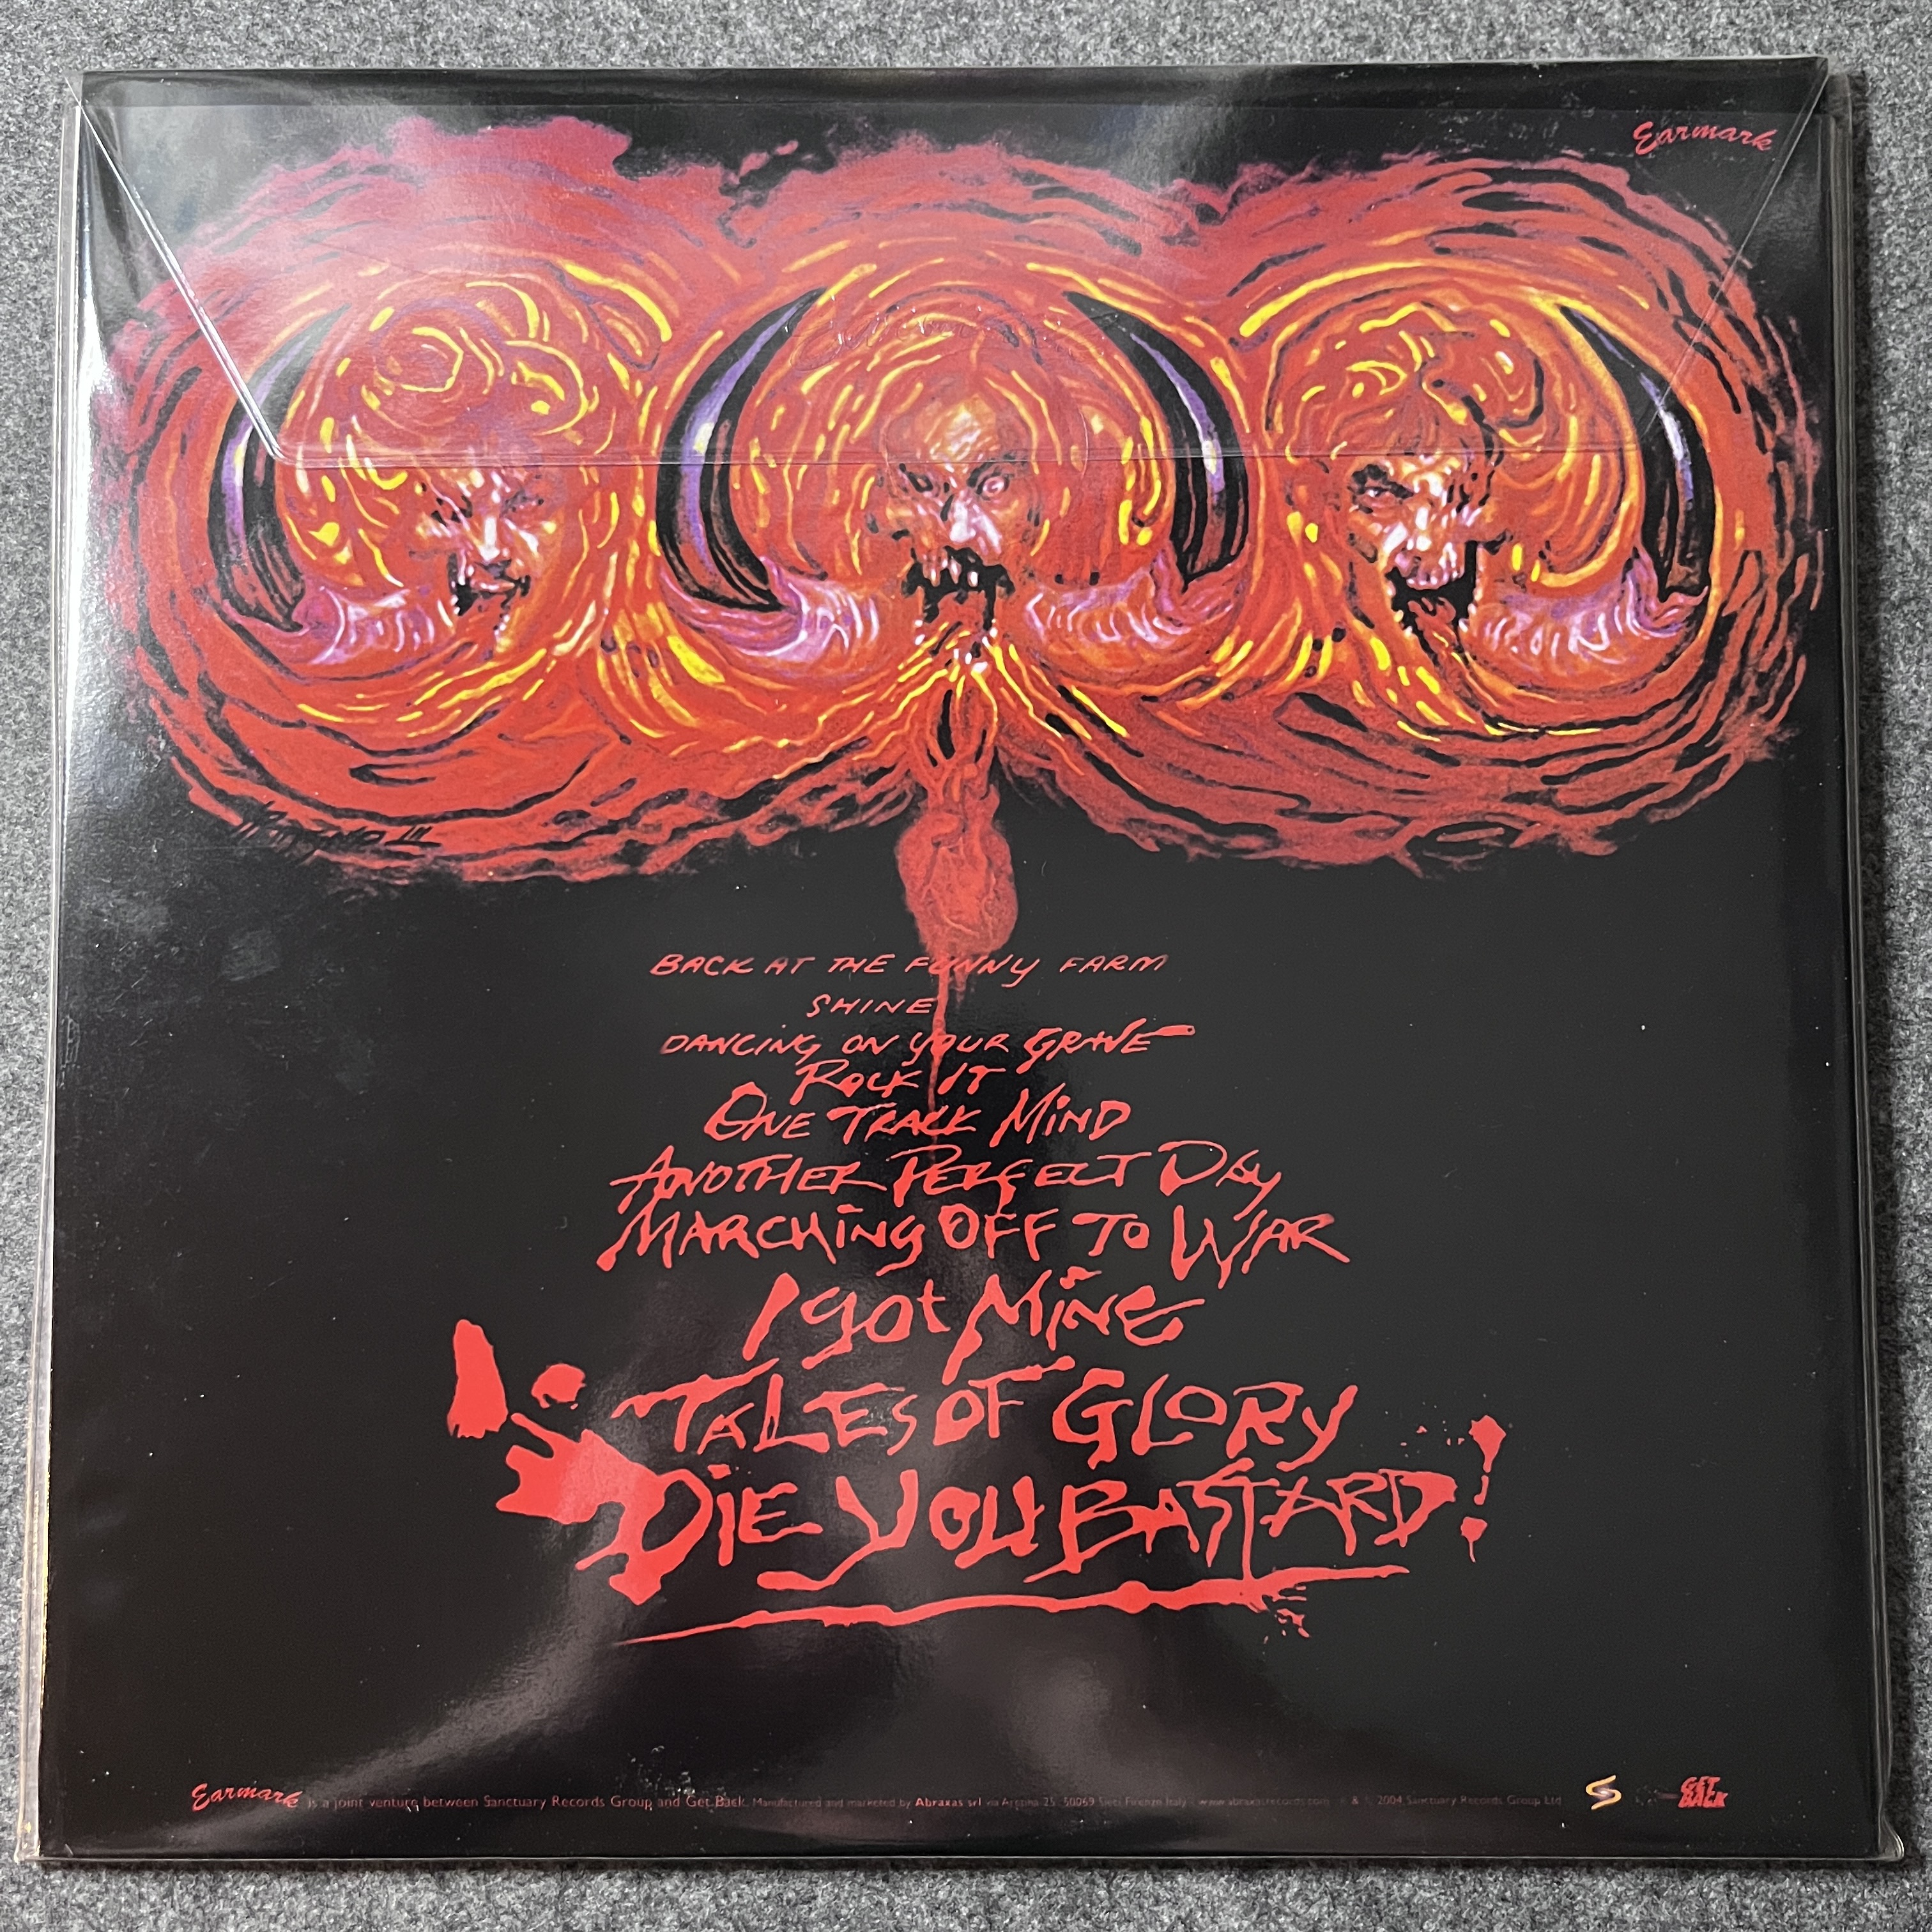 Earmark
BACK AT THE FUNNY FARM
SHINE
DANCING ON YOUR GRAVE
ROCK IT
ONE TRACK MIND
ANOTHER PERFECT DAY
MARCHING OFF TO WAR
I got MINE
TALES OF GLORY
DIE YOU BASTARD!
Earmark is a joint venture between Sanctuary Records Group and Get Back. Manufactured and marketed by Abraxas srl via 25, 50069 Sieci Firenze Italy www.abraxasrecords.com 2004 Sanctuary Records Group Ltd
GET
BACK